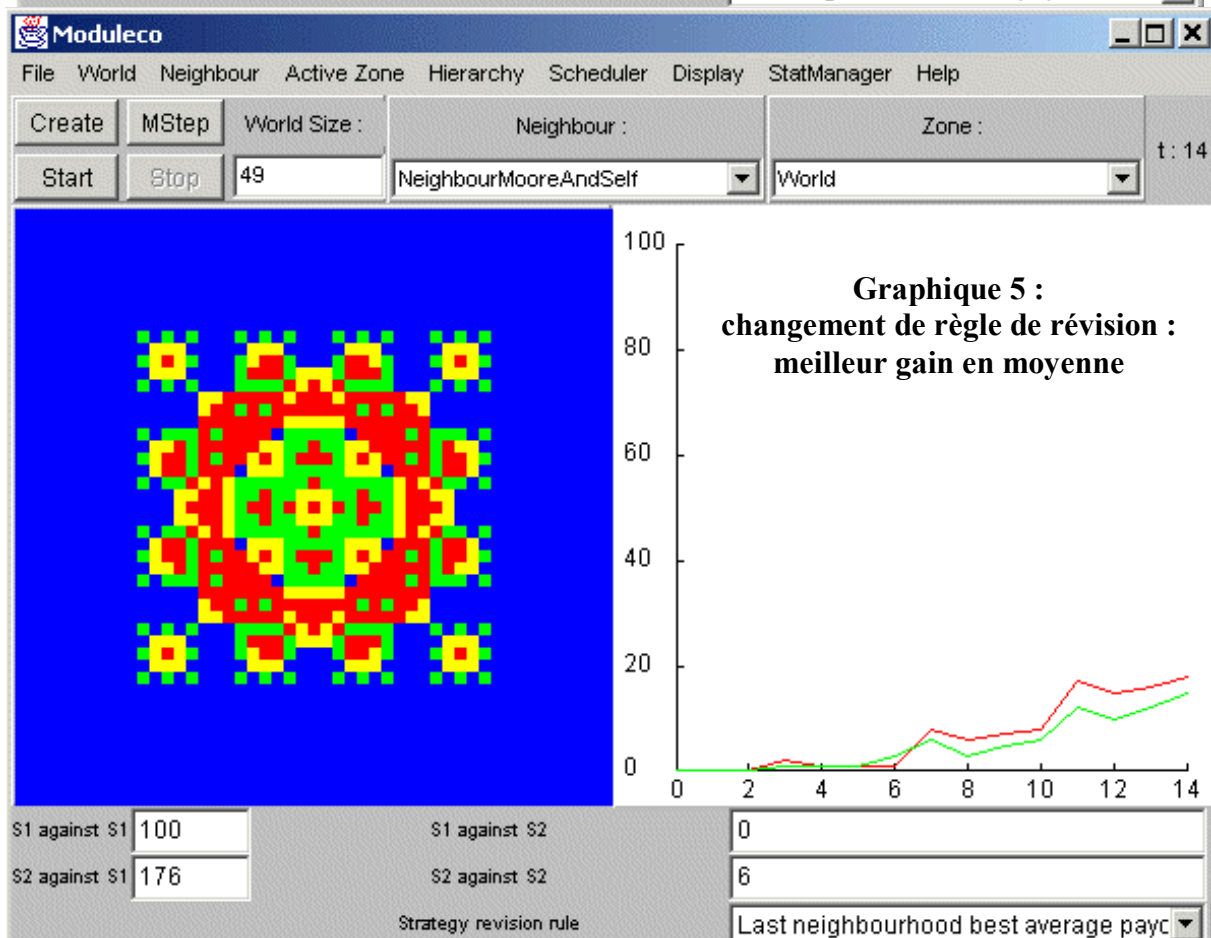 Moduleco
File World Neighbour Active Zone Hierarchy Scheduler Display StatManager Help
Create MStep World Size : Neighbour : Zone : t : 14
Start Stop 49 NeighbourMooreAndSelf World
Graphique 5 :
changement de règle de révision :
meilleur gain en moyenne
100
80
60
40
20
0
0 2 4 6 8 10 12 14
S1 against S1 100 S1 against S2 0
S2 against S1 176 S2 against S2 6
Strategy revision rule Last neighbourhood best average payc